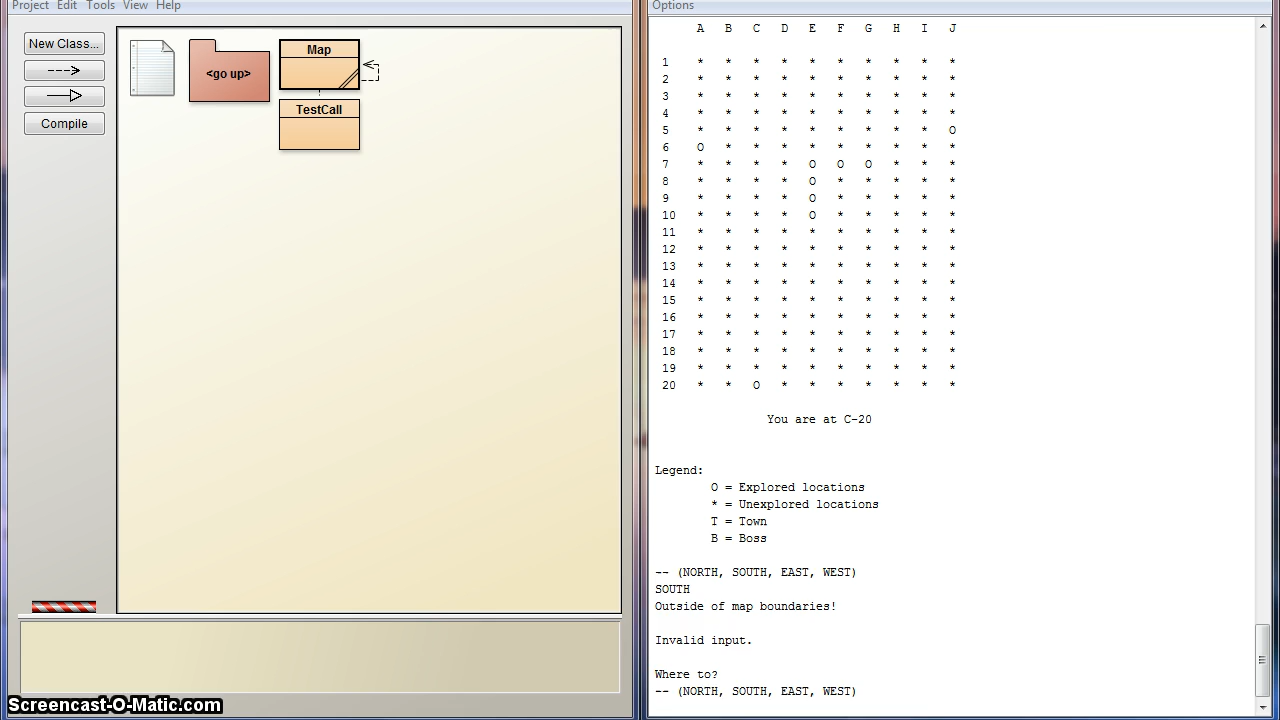 Project Edit Tools View Help
New Class...
Compile
<go up>
Map
TestCall
Options
A B C D E F G H I J
1 * * * * * * * * * *
2 * * * * * * * * * *
3 * * * * * * * * * *
4 * * * * * * * * * *
5 * * * * * * * * * O
6 O * * * * * * * * *
7 * * * * O O O * * *
8 * * * * O * * * * *
9 * * * * O * * * * *
10 * * * * O * * * * *
11 * * * * * * * * * *
12 * * * * * * * * * *
13 * * * * * * * * * *
14 * * * * * * * * * *
15 * * * * * * * * * *
16 * * * * * * * * * *
17 * * * * * * * * * *
18 * * * * * * * * * *
19 * * * * * * * * * *
20 * * O * * * * * * *
You are at C-20
Legend:
O = Explored locations
* = Unexplored locations
T = Town
B = Boss
-- (NORTH, SOUTH, EAST, WEST)
SOUTH
Outside of map boundaries!
Invalid input.
Where to?
-- (NORTH, SOUTH, EAST, WEST)
Screencast-O-Matic.com